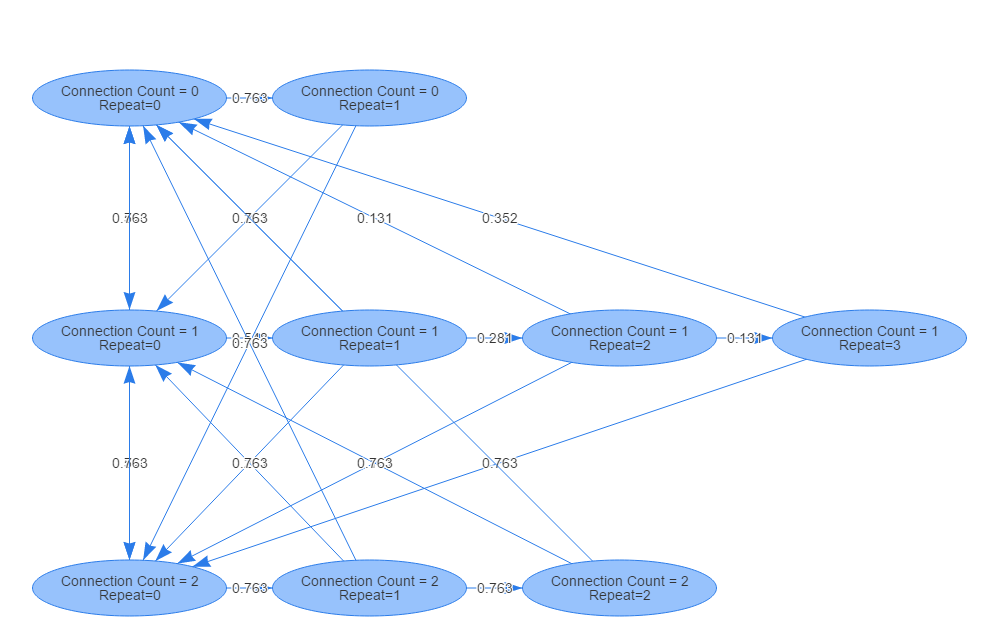 Connection Count = 0
Repeat=0
0.763
Connection Count = 0
Repeat=1
0.763
0.763
0.131
0.352
Connection Count = 1
Repeat=0
0.763
Connection Count = 1
Repeat=1
0.281
Connection Count = 1
Repeat=2
0.131
Connection Count = 1
Repeat=3
0.763
0.763
0.763
0.763
Connection Count = 2
Repeat=0
0.763
Connection Count = 2
Repeat=1
0.763
Connection Count = 2
Repeat=2